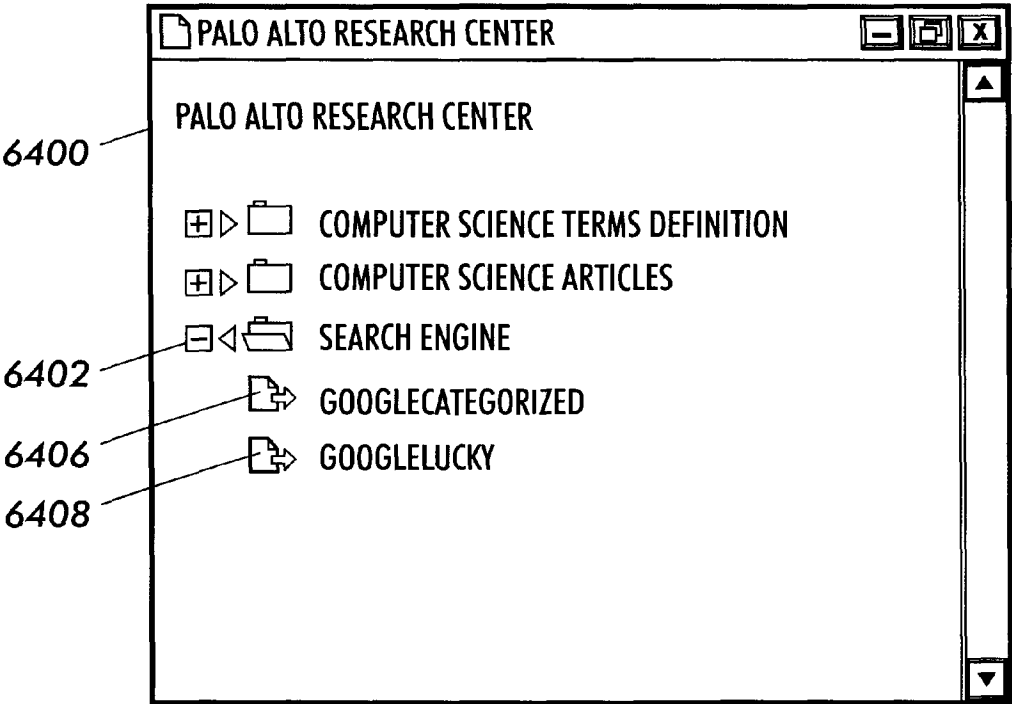 PALO ALTO RESEARCH CENTER X
PALO ALTO RESEARCH CENTER
6400
COMPUTER SCIENCE TERMS DEFINITION
COMPUTER SCIENCE ARTICLES
SEARCH ENGINE
6402
GOOGLECATEGORIZED
6406
GOOGLELUCKY
6408